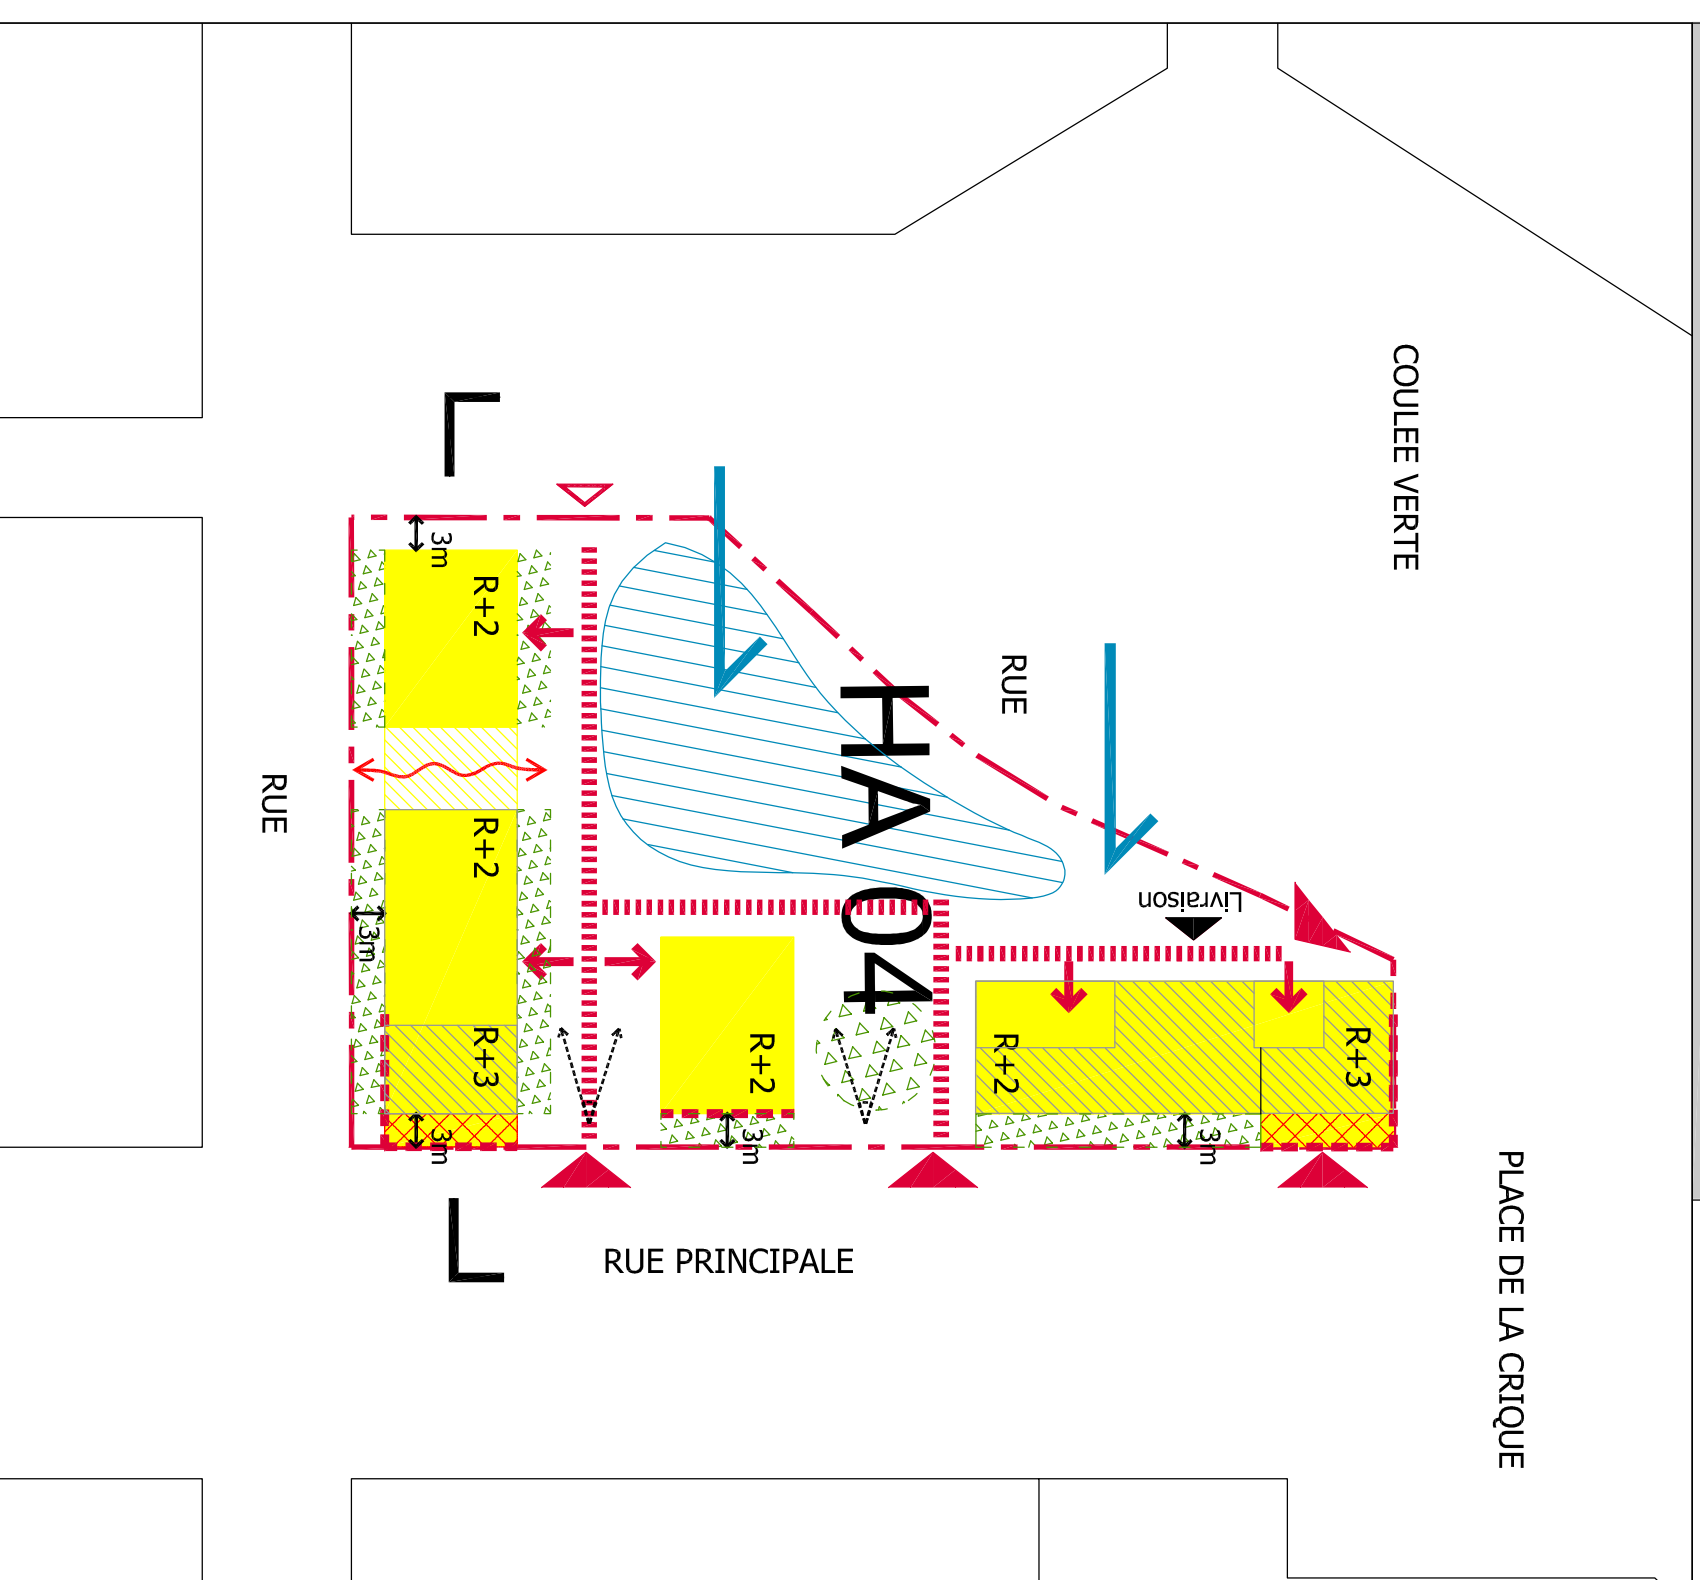 COULEE VERTE
3m
R+2
RUE
HA 04
RUE
R+2
Livraison
3m
R+3
R+2
R+2
R+3
3m
3m
3m
PLACE DE LA CRIQUE
RUE PRINCIPALE